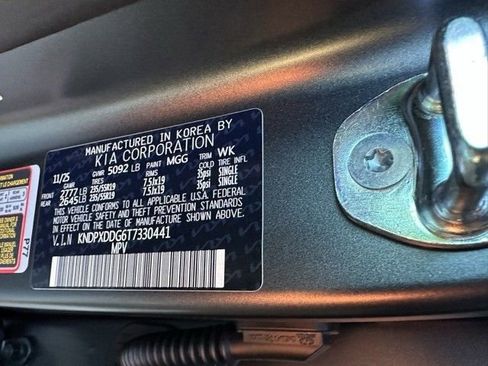 MANUFACTURED IN KOREA BY
KIA CORPORATION
11/25 GAWR 5092 LB PAINT MGG TRIM WK
TIRES RIMS COLD TIRE INFL
FRONT 2727 LB 235/55R19 7.5Jx19 35psi SINGLE
REAR 2645 LB 235/55R19 7.5Jx19 35psi SINGLE
THIS VEHICLE CONFORMS TO ALL APPLICABLE U.S.A. FEDERAL
MOTOR VEHICLE SAFETY AND THEFT PREVENTION STANDARDS
IN EFFECT ON THE DATE OF MANUFACTURE SHOWN ABOVE.
V.I.N KNDPXDDG6T7330441
MPV
P77